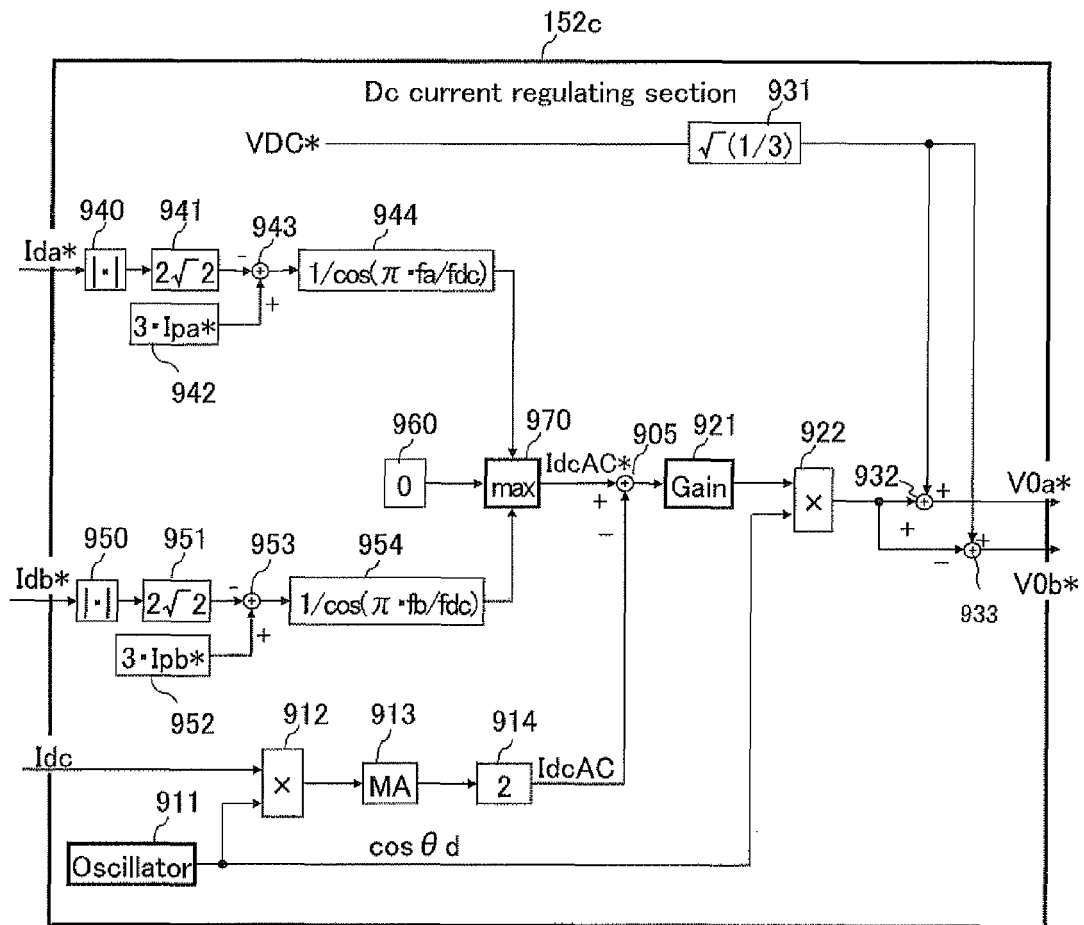 152c
Dc current regulating section
931
VDC*
√(1/3)
940
941
943
944
Ida*
|・|
2√2
-
+
1/cos(π・fa/fdc)
3・Ipa*
942
960
970
905
921
922
0
max
IdcAC*
+
-
Gain
×
932
+
+
V0a*
950
951
953
954
Idb*
|・|
2√2
-
+
1/cos(π・fb/fdc)
-
+
V0b*
933
3・Ipb*
952
912
913
914
Idc
×
MA
2
IdcAC
911
Oscillator
cosθd